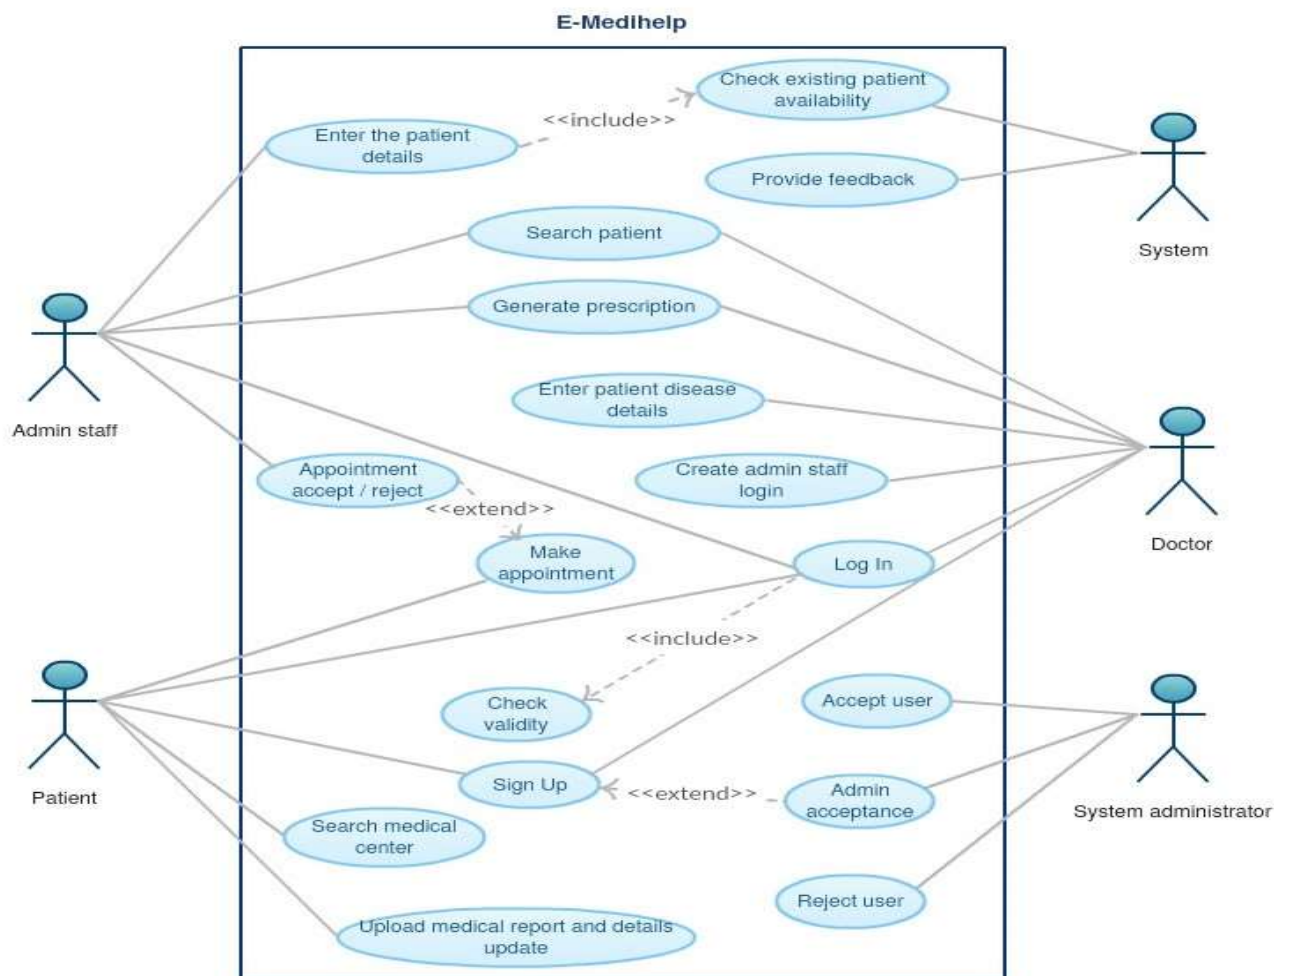 E-Medihelp
Check existing patient
availability
<<include>>
Enter the patient
details
Provide feedback
System
Search patient
Generate prescription
Enter patient disease
details
Admin staff
Appointment
accept / reject
Create admin staff
login
<<extend>>
Doctor
Make
appointment
Log In
<<include>>
Check
validity
Accept user
Sign Up
<<extend>>
Admin
acceptance
Patient
System administrator
Search medical
center
Reject user
Upload medical report and details
update